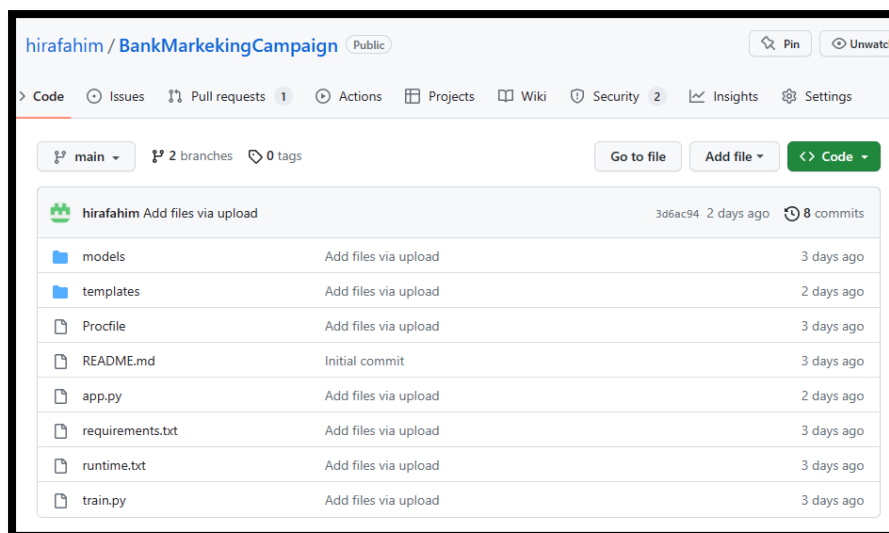 hirafahim / BankMarkekingCampaign Public Pin Unwatc
Code Issues Pull requests 1 Actions Projects Wiki Security 2 Insights Settings
main 2 branches 0 tags Go to file Add file <> Code
hirafahim Add files via upload 3d6ac94 2 days ago 8 commits
models Add files via upload 3 days ago
templates Add files via upload 2 days ago
Procfile Add files via upload 3 days ago
README.md Initial commit 3 days ago
app.py Add files via upload 2 days ago
requirements.txt Add files via upload 3 days ago
runtime.txt Add files via upload 3 days ago
train.py Add files via upload 3 days ago